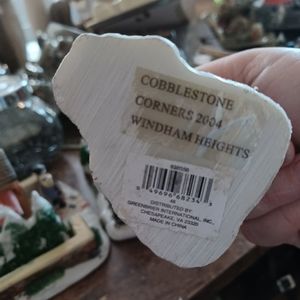 COBBLESTONE
CORNERS 2004
WINDHAM HEIGHTS
DISTRIBUTED BY
GREENBRIER INTERNATIONAL, INC.,
CHESAPEAKE, VA 23320
MADE IN CHINA